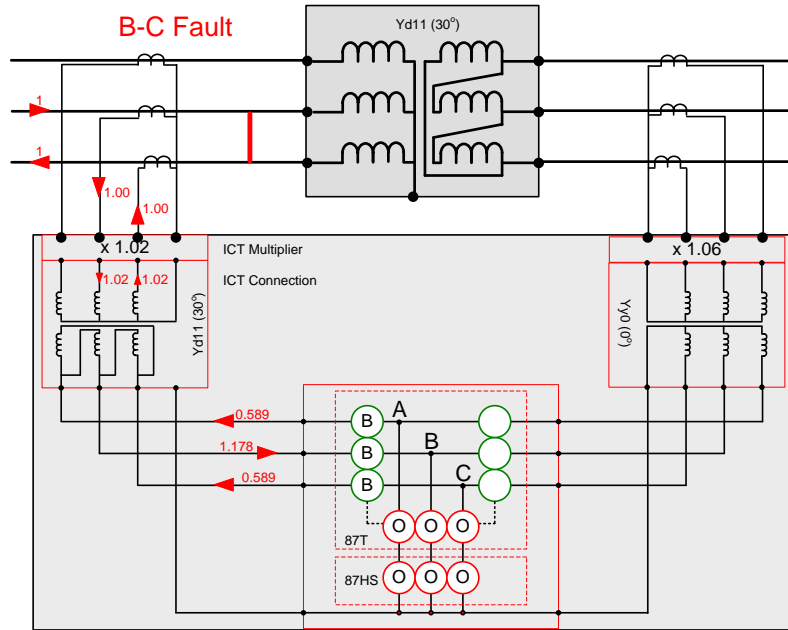 B-C Fault
Yd11 (30°)
1
1
1.00
1.00
x 1.02
ICT Multiplier
x 1.06
1.02
1.02
ICT Connection
Yd11 (30°)
Yy0 (0°)
0.589
B
A
1.178
B
B
0.589
B
C
O
O
O
87T
87HS
O
O
O